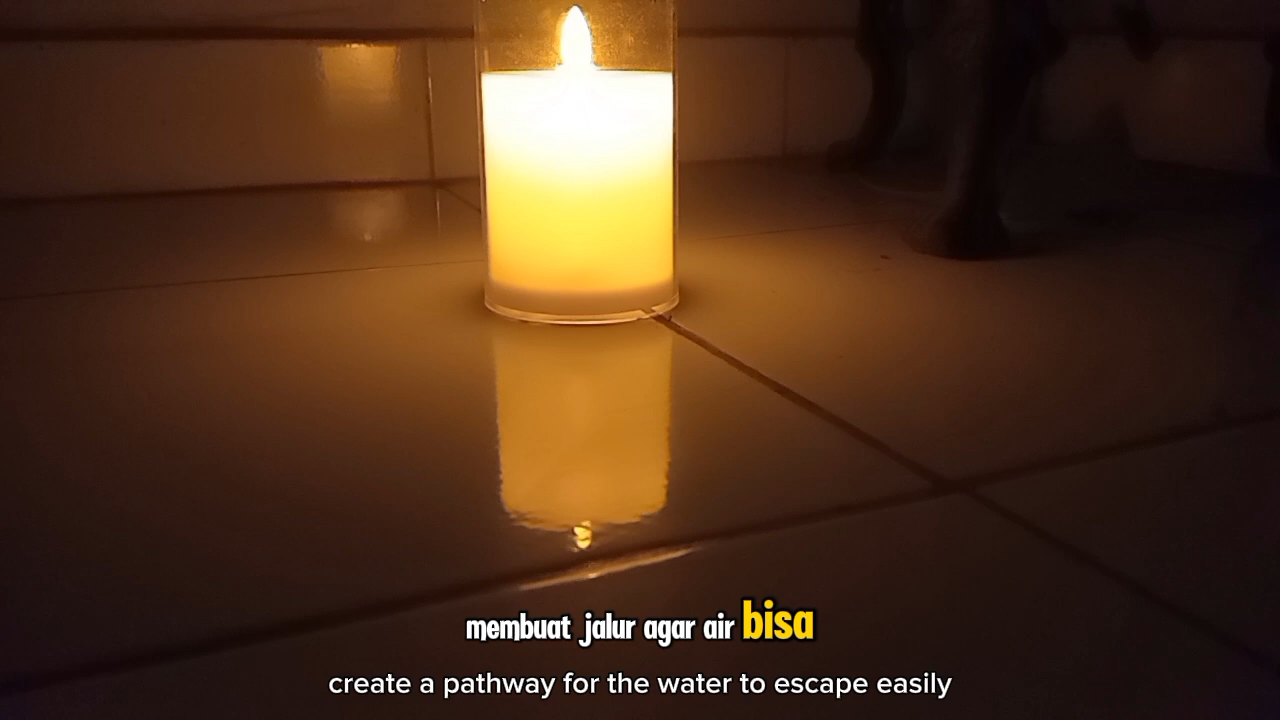 membuat jalur agar air bisa
create a pathway for the water to escape easily